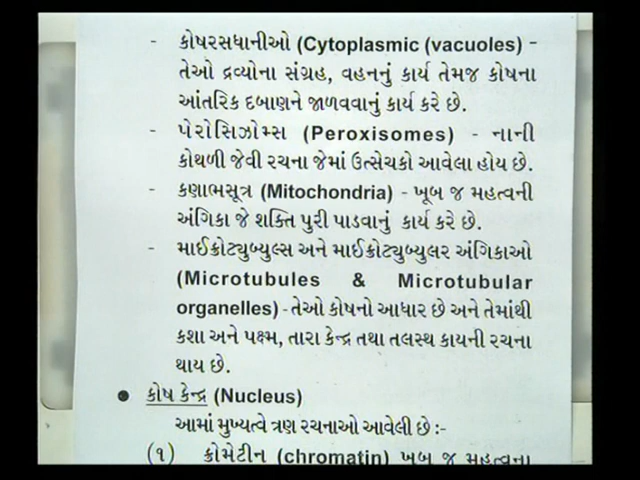 - કોષરસધાનીઓ (Cytoplasmic (vacuoles) -
તેઓ દ્રવ્યોના સંગ્રહ, વહનનું કાર્ય તેમજ કોષના
આંતરિક દબાણને જાળવવાનું કાર્ય કરે છે.
- પેરોસિઝોમ્સ (Peroxisomes) - નાની
કોથળી જેવી રચના જેમાં ઉત્સેચકો આવેલા હોય છે.
- કણાભસૂત્ર (Mitochondria) - ખૂબ જ મહત્વની
અંગિકા જે શક્તિ પુરી પાડવાનું કાર્ય કરે છે.
- માઈક્રોટ્યુબ્યુલ્સ અને માઈક્રોટ્યુબ્યુલર અંગિકાઓ
(Microtubules & Microtubular
organelles) - તેઓ કોષનો આધાર છે અને તેમાંથી
કશા અને પક્ષ્મ, તારા કેન્દ્ર તથા તલસ્થ કાયની રચના
થાય છે.
● કોષ કેન્દ્ર (Nucleus)
આમાં મુખ્યત્વે ત્રણ રચનાઓ આવેલી છે :-
(૧) ક્રોમેટીન (chromatin) ખૂબ જ મહત્વના